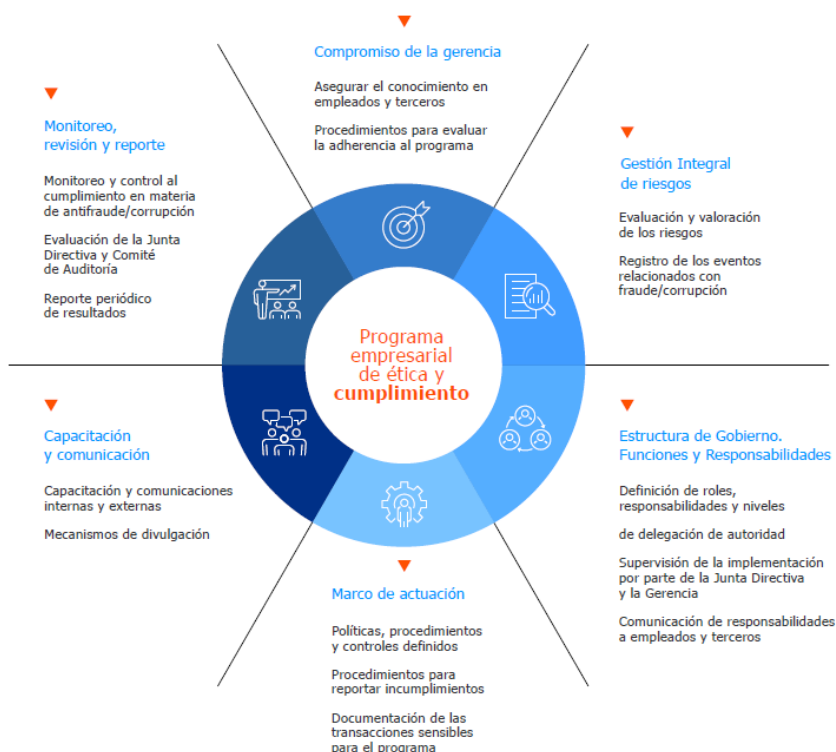 Compromiso de la gerencia
Asegurar el conocimiento en
empleados y terceros
Procedimientos para evaluar
la adherencia al programa
Gestión Integral
de riesgos
Evaluación y valoración
de los riesgos
Registro de los eventos
relacionados con
fraude/corrupción
Estructura de Gobierno.
Funciones y Responsabilidades
Definición de roles,
responsabilidades y niveles
de delegación de autoridad
Supervisión de la implementación
por parte de la Junta Directiva
y la Gerencia
Comunicación de responsabilidades
a empleados y terceros
Marco de actuación
Políticas, procedimientos
y controles definidos
Procedimientos para
reportar incumplimientos
Documentación de las
transacciones sensibles
para el programa
Capacitación
y comunicación
Capacitación y comunicaciones
internas y externas
Mecanismos de divulgación
Monitoreo,
revisión y reporte
Monitoreo y control al
cumplimiento en materia
de antifraude/corrupción
Evaluación de la Junta
Directiva y Comité
de Auditoría
Reporte periódico
de resultados
Programa
empresarial
de ética y
cumplimiento